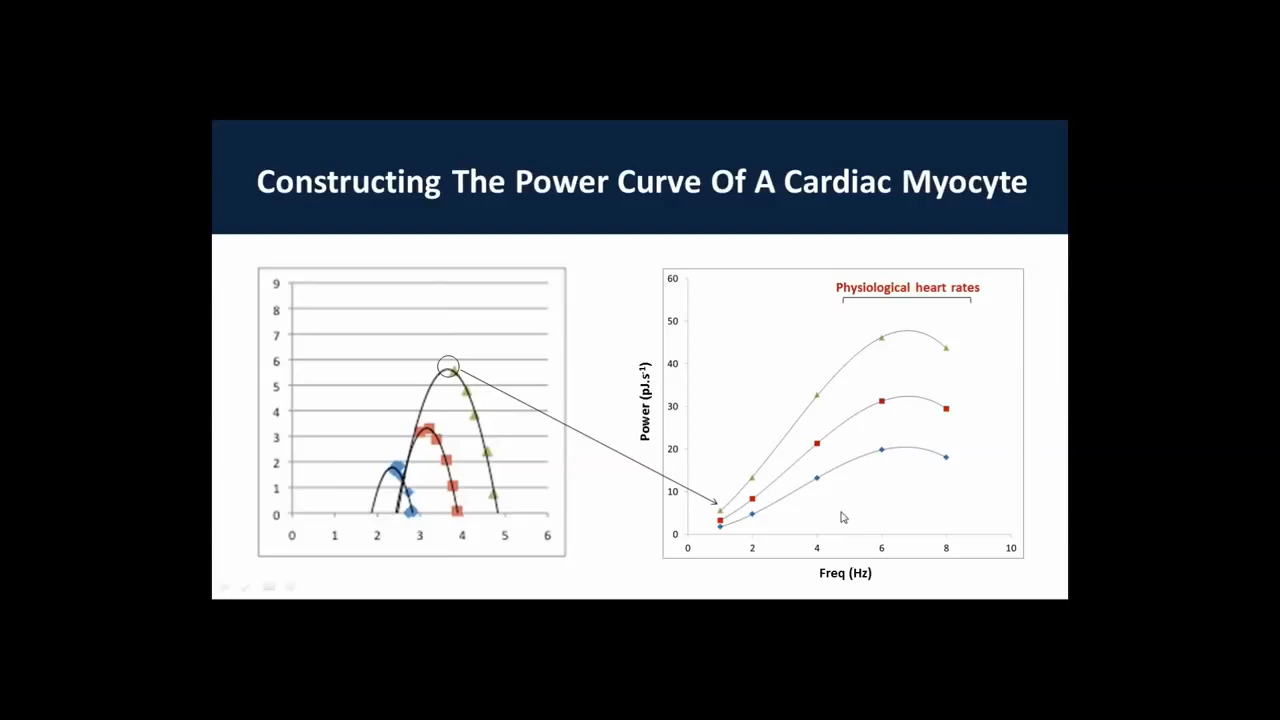 Constructing The Power Curve Of A Cardiac Myocyte
9
8
7
6
5
4
3
2
1
0
0 1 2 3 4 5 6
Physiological heart rates
60
50
40
30
20
10
0
Power (pJ.s⁻¹)
0 2 4 6 8 10
Freq (Hz)